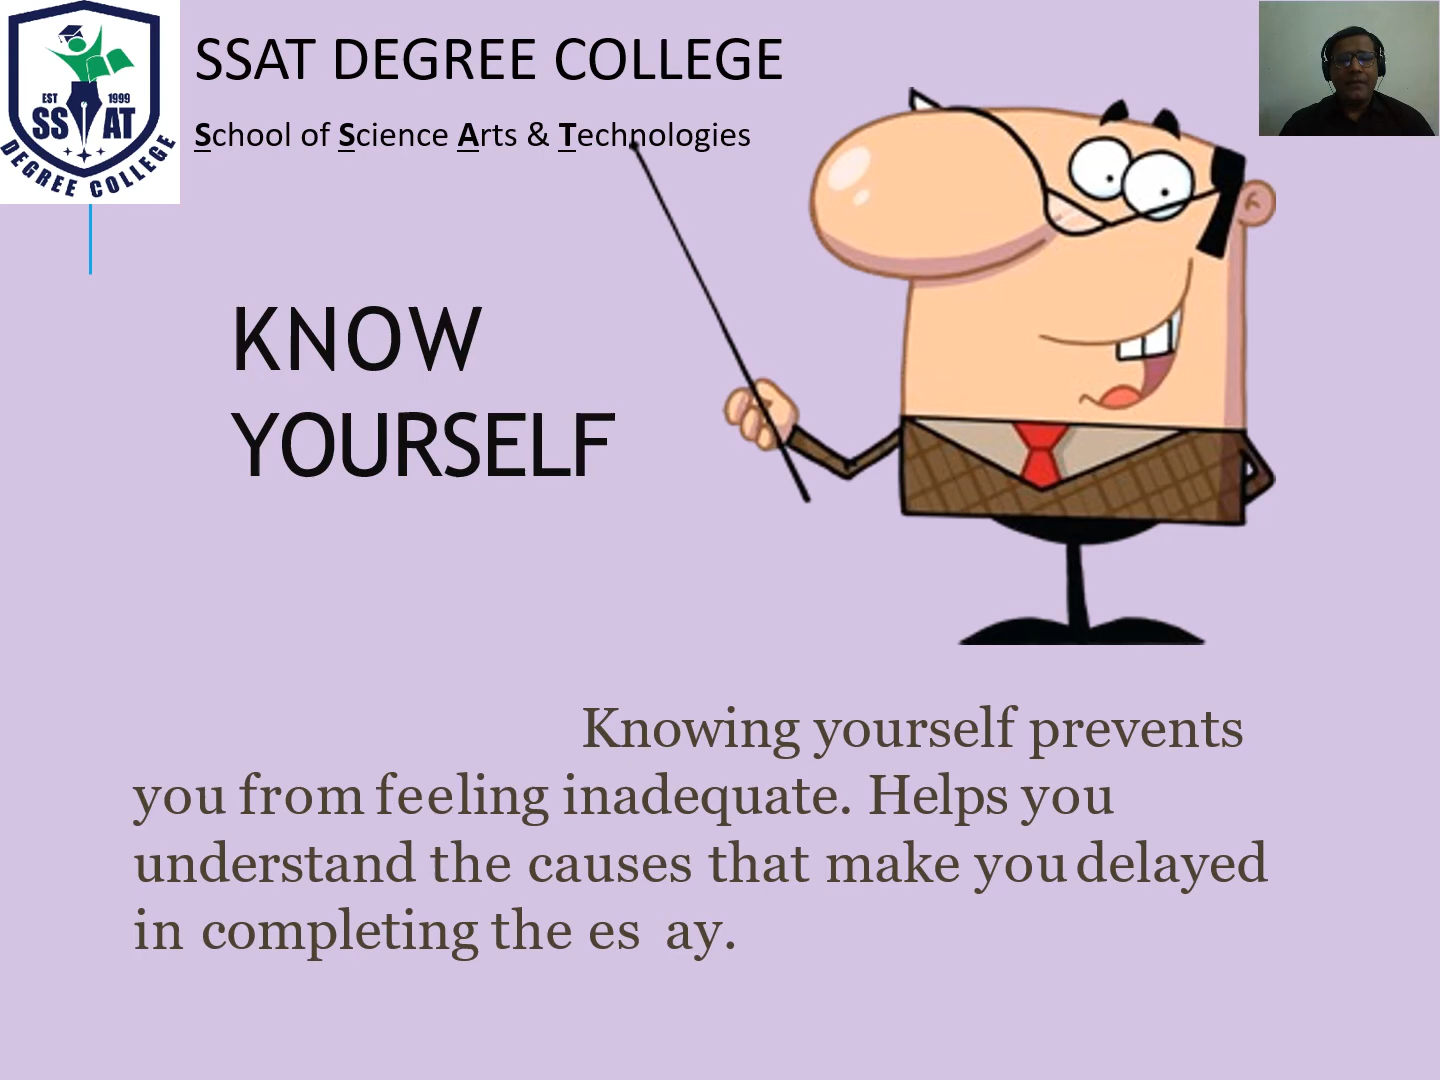 EST 1999
SS AT
DEGREE COLLEGE
SSAT DEGREE COLLEGE
School of Science Arts & Technologies
KNOW
YOURSELF
Knowing yourself prevents
you from feeling inadequate. Helps you
understand the causes that make you delayed
in completing the es ay.